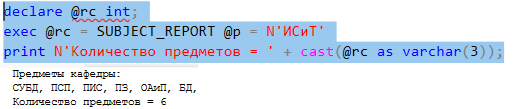 declare @rc int;
exec @rc = SUBJECT_REPORT @p = N'ИСиТ'
print N'Количество предметов = ' + cast(@rc as varchar(3));
Предметы кафедры:
СУБД, ПСП, ПИС, ПЗ, ОАиП, БД,
Количество предметов = 6